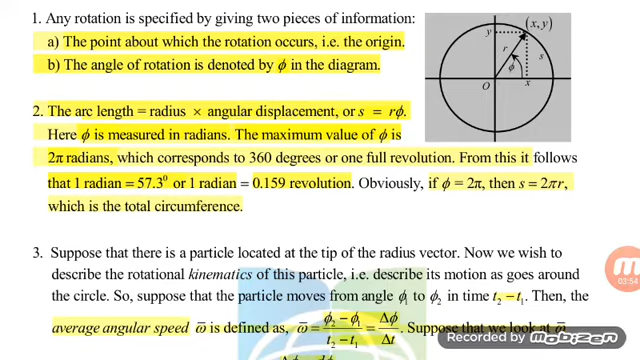 1. Any rotation is specified by giving two pieces of information:
a) The point about which the rotation occurs, i.e. the origin.
b) The angle of rotation is denoted by ϕ in the diagram.
y
(x, y)
r
s
ϕ
O
x
2. The arc length = radius × angular displacement, or s = rϕ.
Here ϕ is measured in radians. The maximum value of ϕ is
2π radians, which corresponds to 360 degrees or one full revolution. From this it follows
that 1 radian = 57.3⁰ or 1 radian = 0.159 revolution. Obviously, if ϕ = 2π, then s = 2πr,
which is the total circumference.
3. Suppose that there is a particle located at the tip of the radius vector. Now we wish to
describe the rotational kinematics of this particle, i.e. describe its motion as goes around
the circle. So, suppose that the particle moves from angle ϕ₁ to ϕ₂ in time t₂ − t₁. Then, the
average angular speed ω̄ is defined as, ω̄ = (ϕ₂ − ϕ₁)/(t₂ − t₁) = Δϕ/Δt. Suppose that we look at ω̄
M
02:54
RECORDED WITH
MOBIZEN